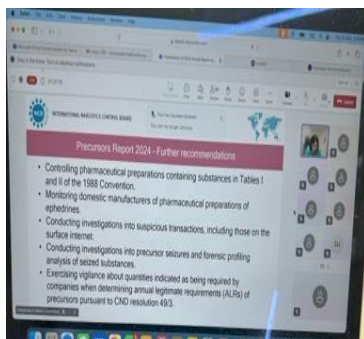 INTERNATIONAL NARCOTICS CONTROL BOARD
Precursors Report 2024 - Further recommendations
• Controlling pharmaceutical preparations containing substances in Tables I
and II of the 1988 Convention.
• Monitoring domestic manufacturers of pharmaceutical preparations of
ephedrines.
• Conducting investigations into suspicious transactions, including those on the
surface internet.
• Conducting investigations into precursor seizures and forensic profiling
analysis of seized substances.
• Exercising vigilance about quantities indicated as being required by
companies when determining annual legitimate requirements (ALRs) of
precursors pursuant to CND resolution 49/3.